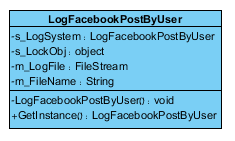 LogFacebookPostByUser
-s_LogSystem : LogFacebookPostByUser
-s_LockObj : object
-m_LogFile : FileStream
-m_FileName : String
-LogFacebookPostByUser() : void
+GetInstance() : LogFacebookPostByUser